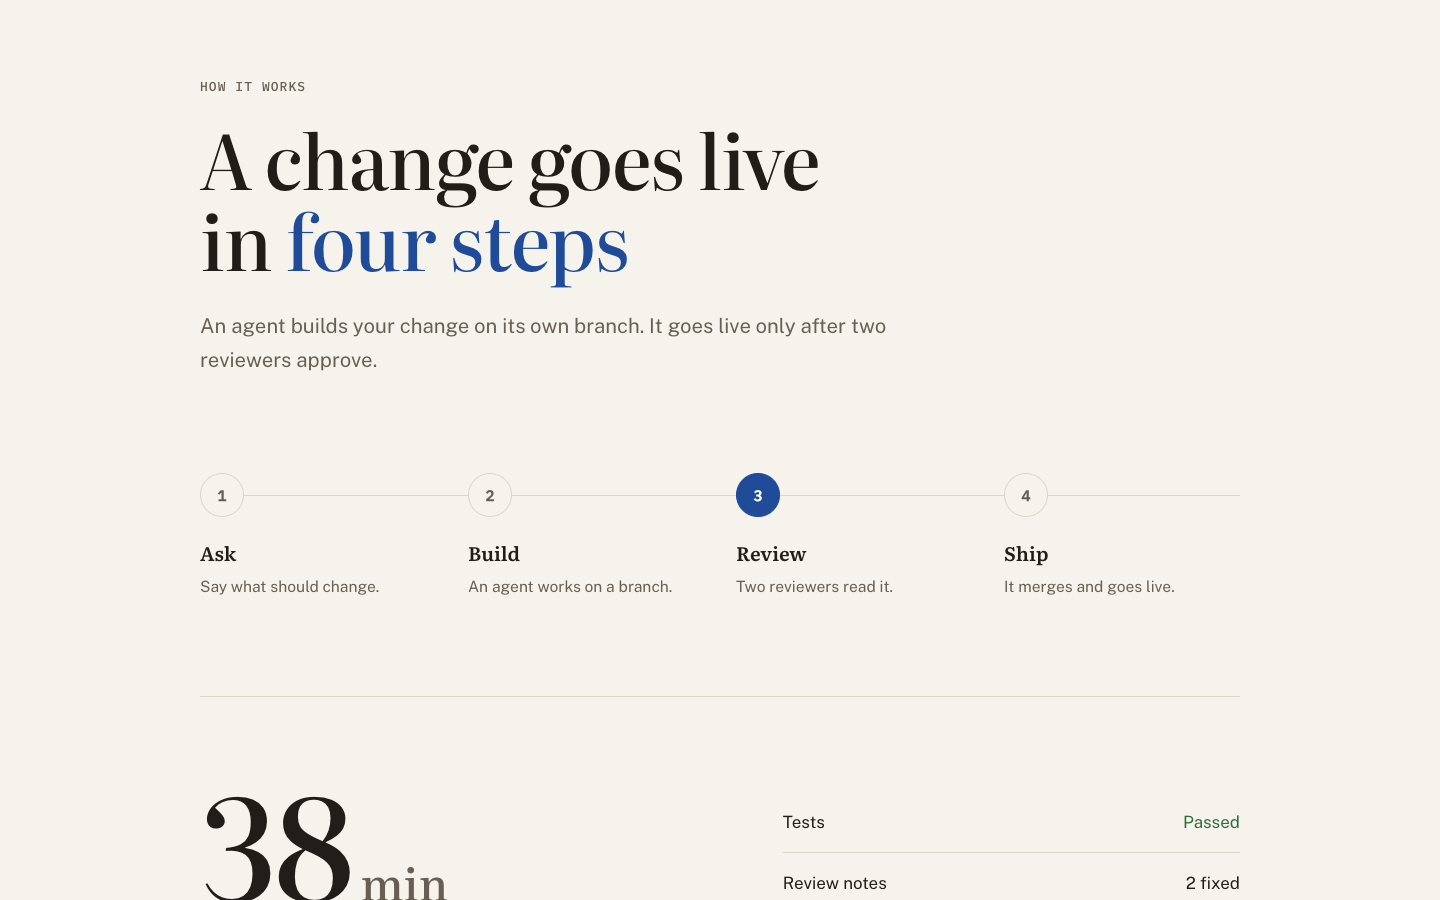 HOW IT WORKS
A change goes live
in four steps
An agent builds your change on its own branch. It goes live only after two
reviewers approve.
1
2
3
4
Ask
Build
Review
Ship
Say what should change.
An agent works on a branch.
Two reviewers read it.
It merges and goes live.
38 min
Tests
Passed
Review notes
2 fixed